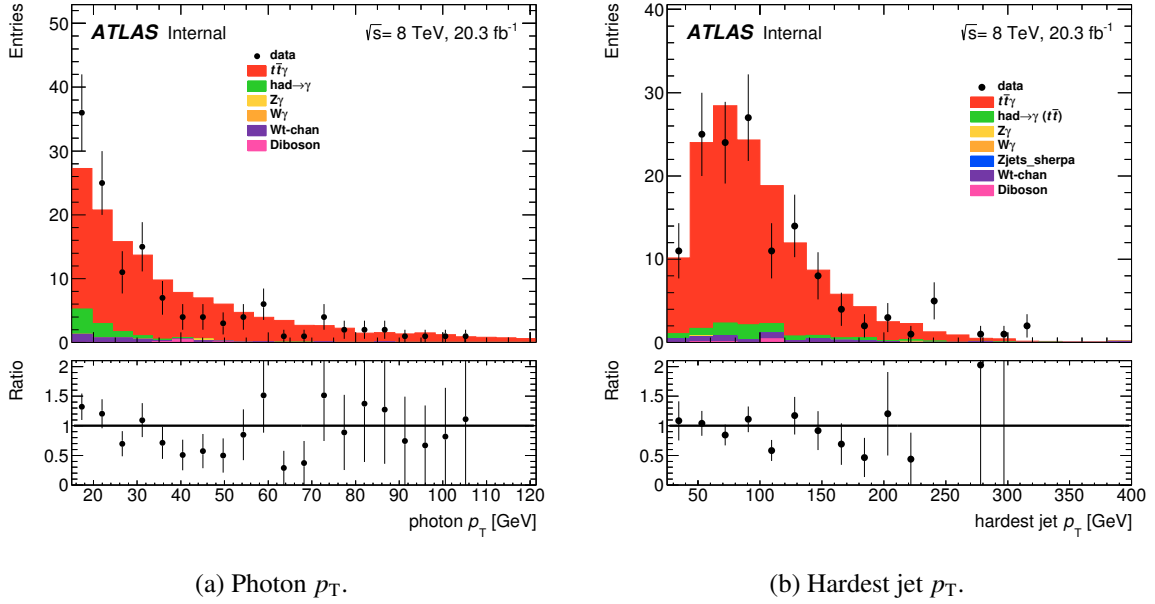 Entries
50
40
30
20
10
0
ATLAS Internal
√s= 8 TeV, 20.3 fb⁻¹
data
tt̄γ
had→γ
Zγ
Wγ
Wt-chan
Diboson
Ratio
2
1.5
1
0.5
0
20 30 40 50 60 70 80 90 100 110 120
photon p_T [GeV]
(a) Photon p_T.
Entries
40
30
20
10
0
ATLAS Internal
√s= 8 TeV, 20.3 fb⁻¹
data
tt̄γ
had→γ (tt̄)
Zγ
Wγ
Zjets_sherpa
Wt-chan
Diboson
Ratio
2
1.5
1
0.5
0
50 100 150 200 250 300 350 400
hardest jet p_T [GeV]
(b) Hardest jet p_T.